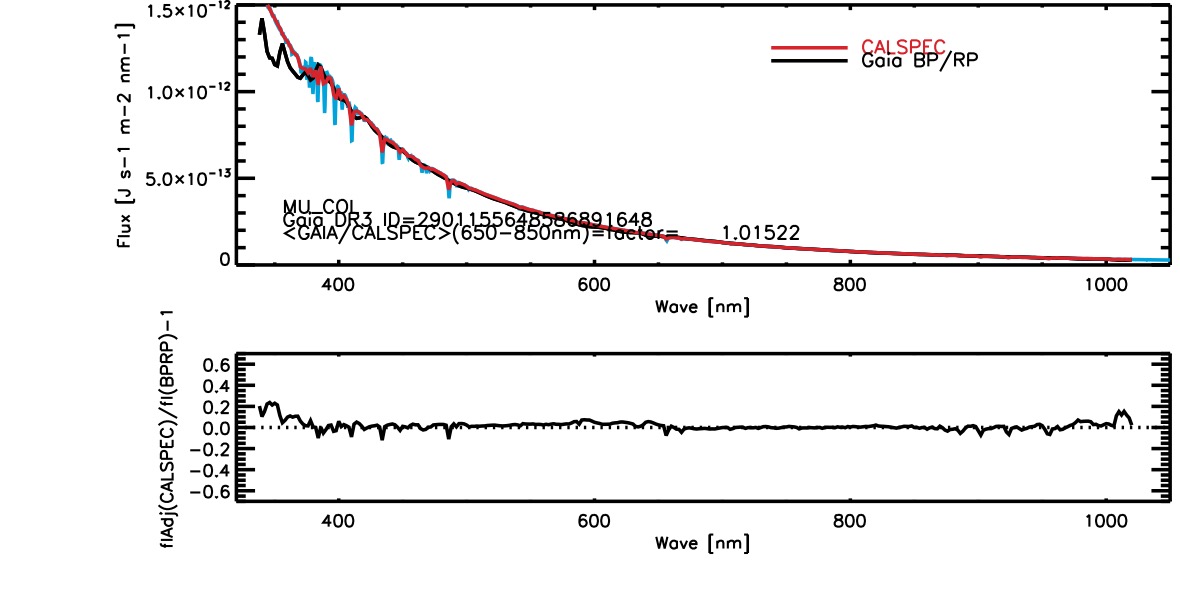 1.5×10−12
1.0×10−12
5.0×10−13
0
Flux [J s−1 m−2 nm−1]
CALSPEC
Gaia BP/RP
MU_COL
Gaia DR3 ID=2901155648586891648
<GAIA/CALSPEC>(650−850nm)=factor= 1.01522
400 600 800 1000
Wave [nm]
flAdj(CALSPEC)/fl(BPRP)−1
0.6
0.4
0.2
0.0
−0.2
−0.4
−0.6
400 600 800 1000
Wave [nm]